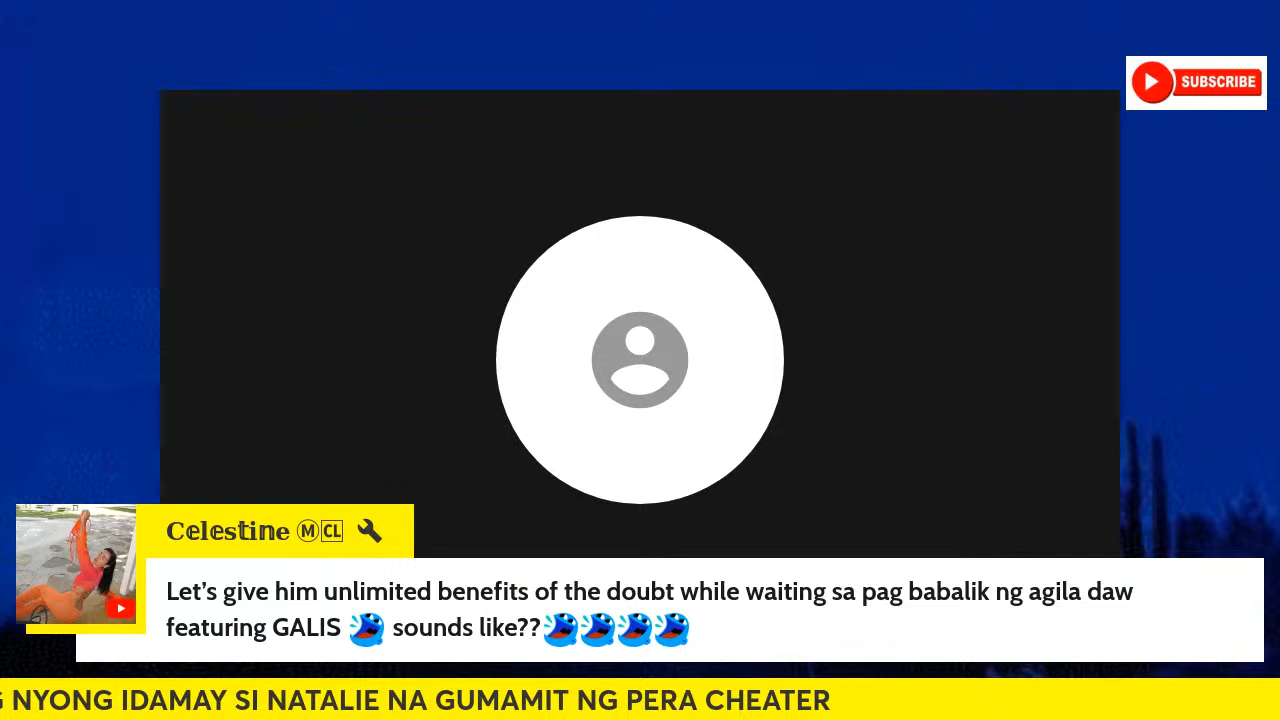 SUBSCRIBE
Celestine Ⓜ🄲🄻
Let's give him unlimited benefits of the doubt while waiting sa pag babalik ng agila daw
featuring GALIS 🤣 sounds like??🤣🤣🤣🤣
NYONG IDAMAY SI NATALIE NA GUMAMIT NG PERA CHEATER